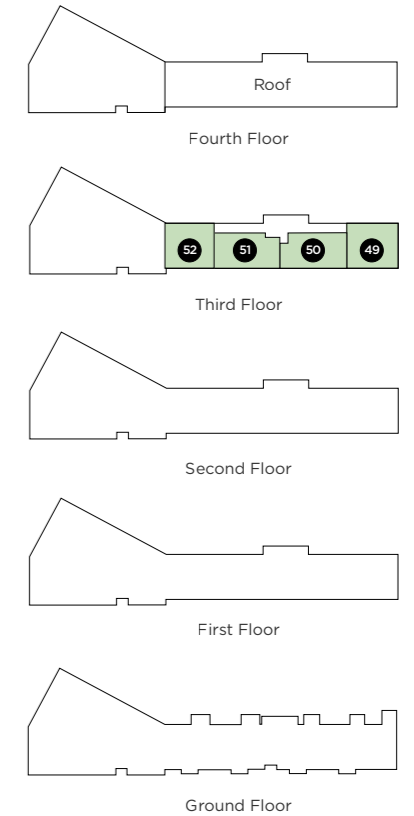 Roof
Fourth Floor
52 51 50 49
Third Floor
Second Floor
First Floor
Ground Floor